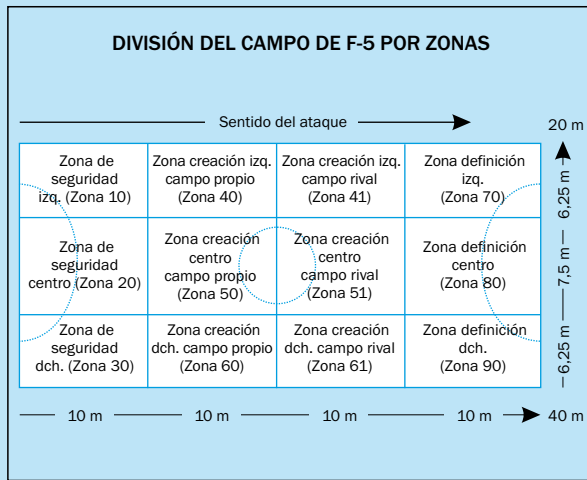 DIVISIÓN DEL CAMPO DE F-5 POR ZONAS
Sentido del ataque
20 m
Zona de
seguridad
izq. (Zona 10)
Zona creación izq.
campo propio
(Zona 40)
Zona creación izq.
campo rival
(Zona 41)
Zona definición
izq.
(Zona 70)
6,25 m
Zona de
seguridad
centro (Zona 20)
Zona creación
centro
campo propio
(Zona 50)
Zona creación
centro
campo rival
(Zona 51)
Zona definición
centro
(Zona 80)
7,5 m
Zona de
seguridad
dch. (Zona 30)
Zona creación
dch. campo propio
(Zona 60)
Zona creación
dch. campo rival
(Zona 61)
Zona definición
dch.
(Zona 90)
6,25 m
10 m
10 m
10 m
10 m
40 m